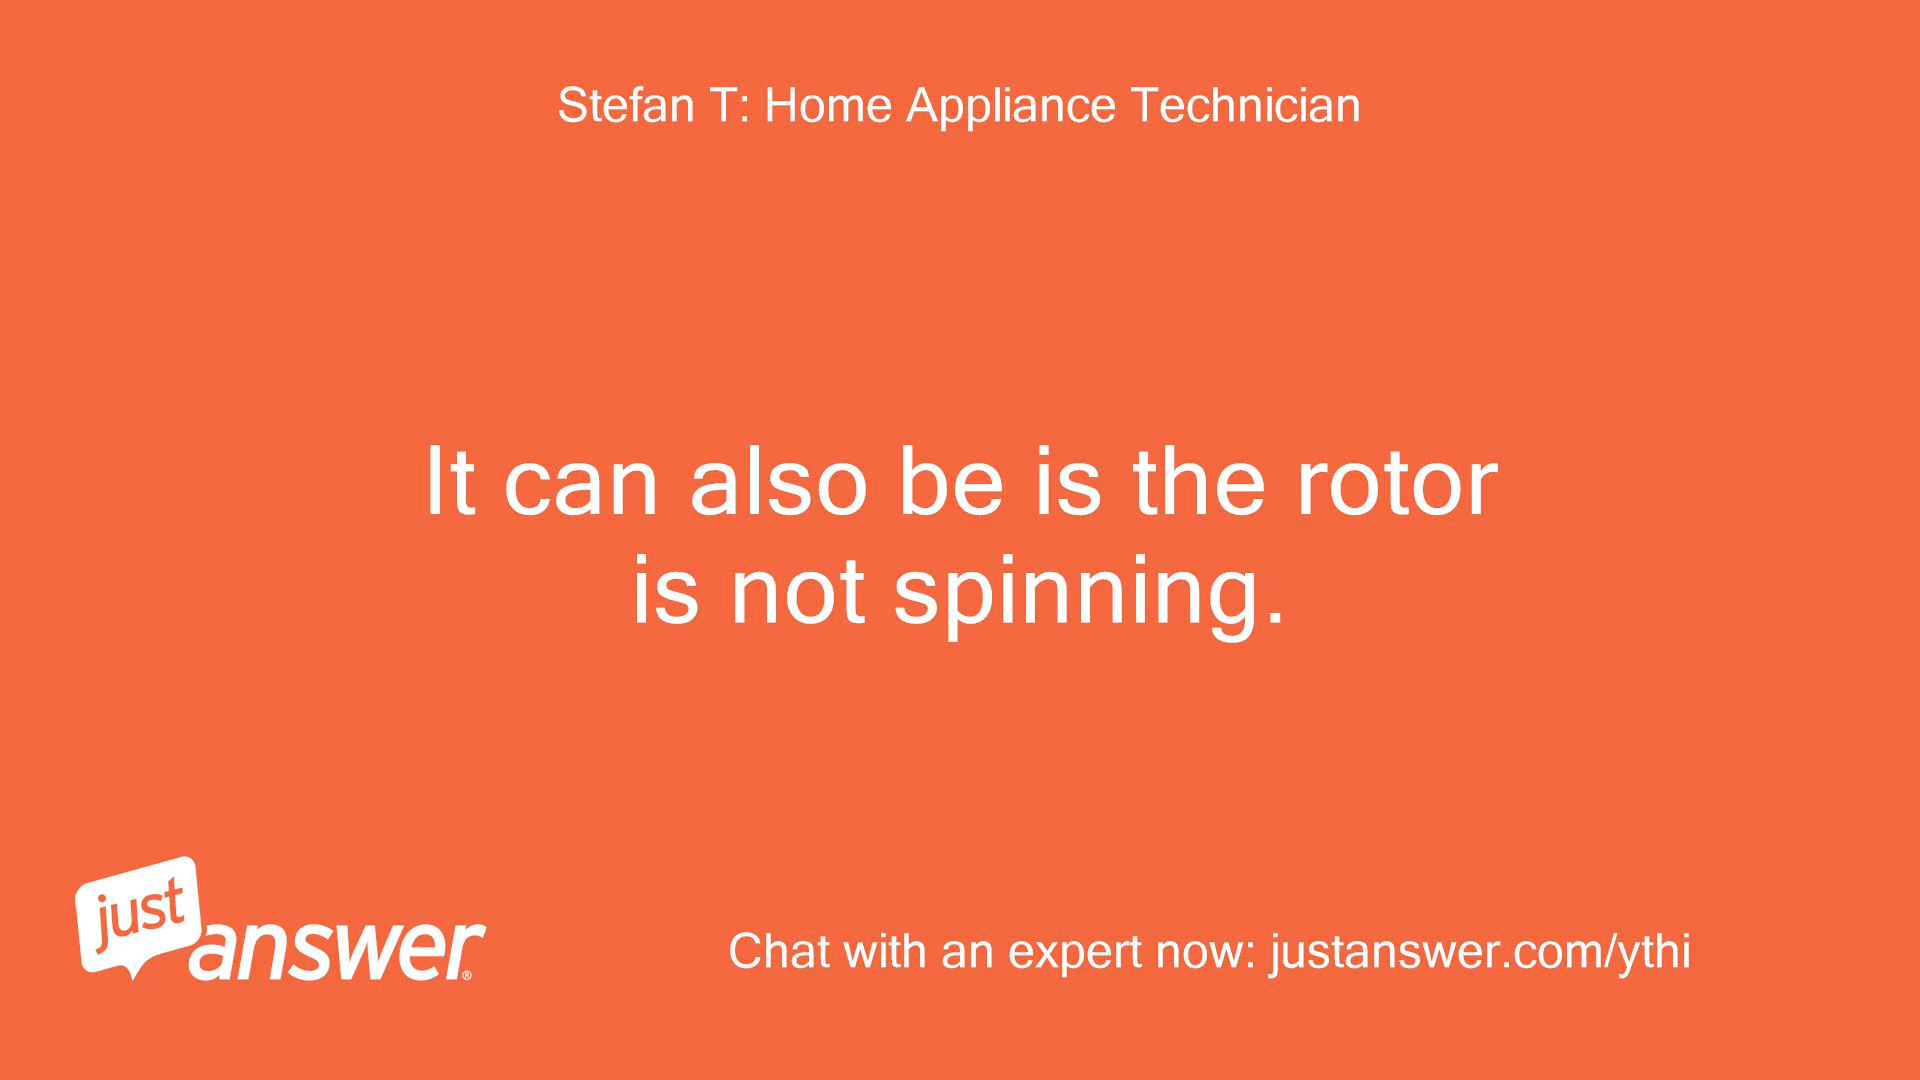 Stefan T: Home Appliance Technician
It can also be is the rotor
is not spinning.
just
answer®
Chat with an expert now: justanswer.com/ythi